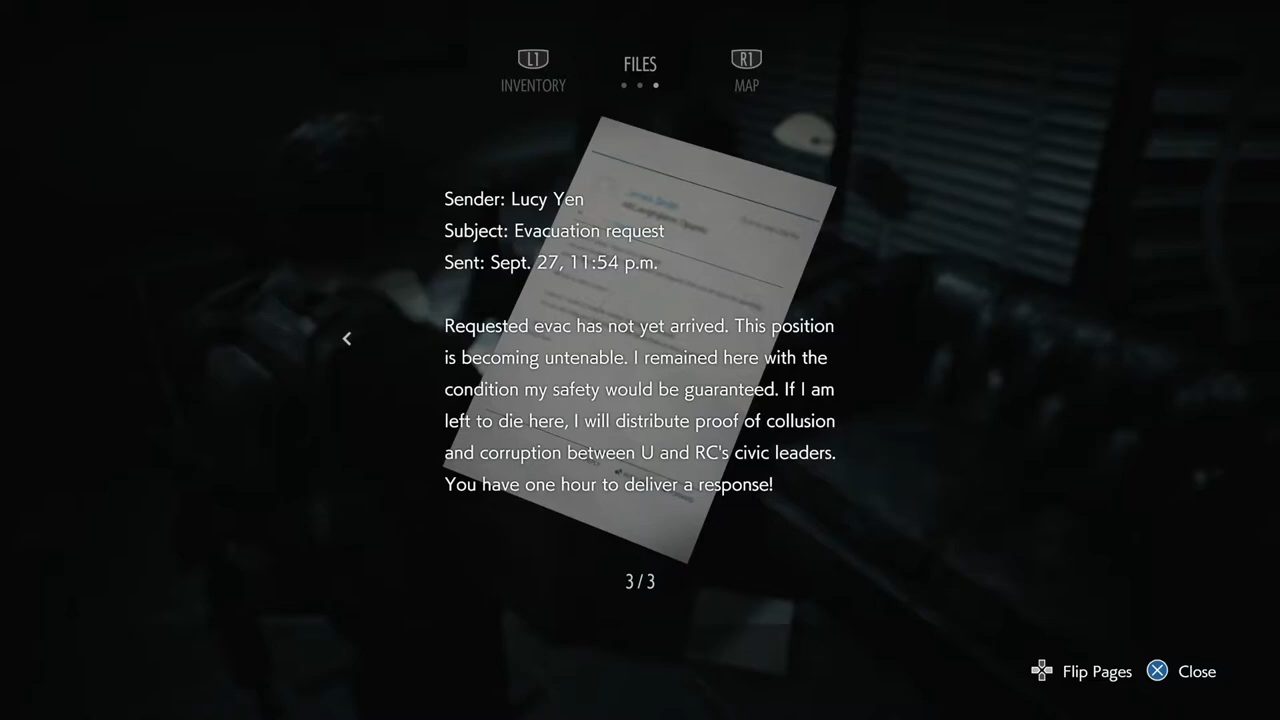 L1
FILES
R1
INVENTORY
MAP
Sender: Lucy Yen
Subject: Evacuation request
Sent: Sept. 27, 11:54 p.m.
Requested evac has not yet arrived. This position
is becoming untenable. I remained here with the
condition my safety would be guaranteed. If I am
left to die here, I will distribute proof of collusion
and corruption between U and RC's civic leaders.
You have one hour to deliver a response!
3/3
Flip Pages
Close